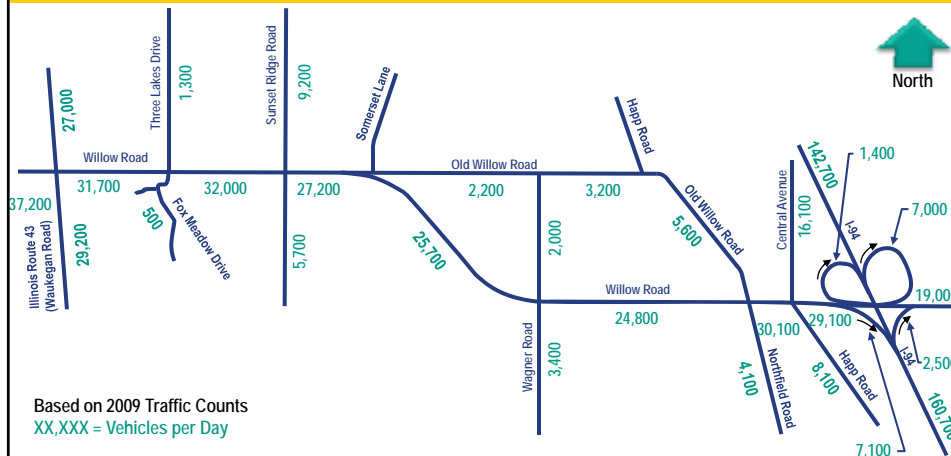 North
27,000
Three Lakes Drive
1,300
Sunset Ridge Road
9,200
Somerset Lane
Happ Road
142,700
1,400
7,000
I-94
Willow Road
Old Willow Road
31,700
32,000
27,200
2,200
3,200
37,200
500
Fox Meadow Drive
Illinois Route 43
(Waukegan Road)
29,200
5,700
25,700
2,000
Old Willow Road
5,600
Central Avenue
16,100
Willow Road
19,000
24,800
30,100
29,100
Wagner Road
3,400
Northfield Road
4,100
Happ Road
8,100
I-94
2,500
160,700
7,100
Based on 2009 Traffic Counts
XX,XXX = Vehicles per Day